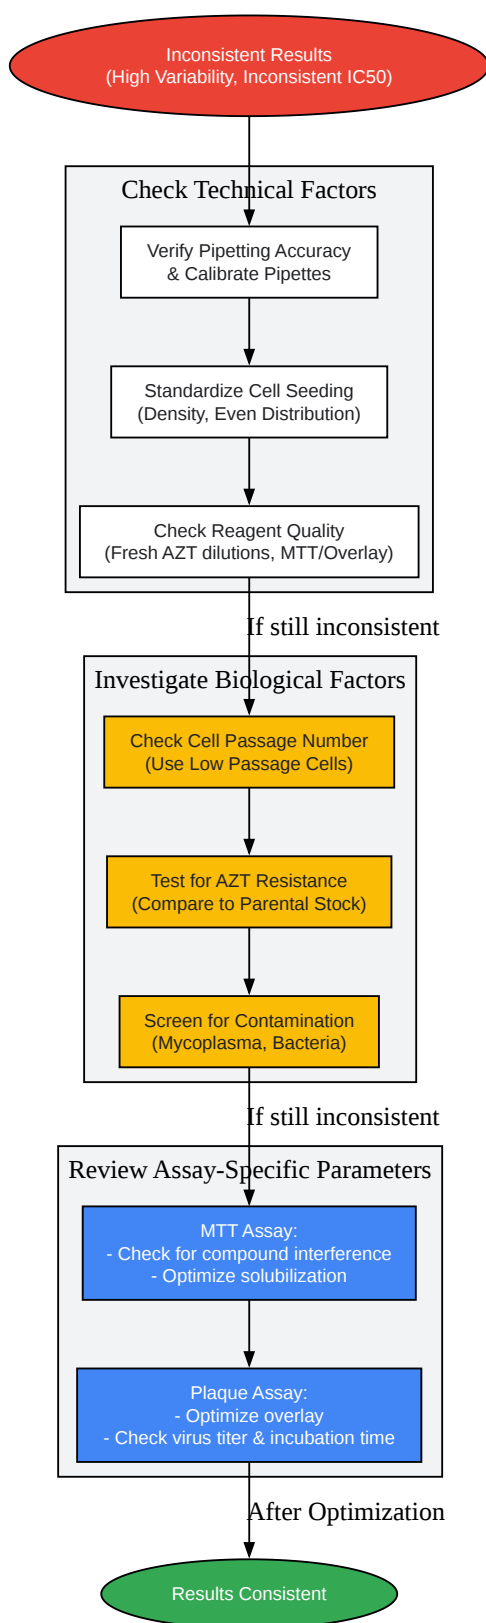 Inconsistent Results
(High Variability, Inconsistent IC50)
Check Technical Factors
Verify Pipetting Accuracy
& Calibrate Pipettes
Standardize Cell Seeding
(Density, Even Distribution)
Check Reagent Quality
(Fresh AZT dilutions, MTT/Overlay)
If still inconsistent
Investigate Biological Factors
Check Cell Passage Number
(Use Low Passage Cells)
Test for AZT Resistance
(Compare to Parental Stock)
Screen for Contamination
(Mycoplasma, Bacteria)
If still inconsistent
Review Assay-Specific Parameters
MTT Assay:
- Check for compound interference
- Optimize solubilization
Plaque Assay:
- Optimize overlay
- Check virus titer & incubation time
After Optimization
Results Consistent